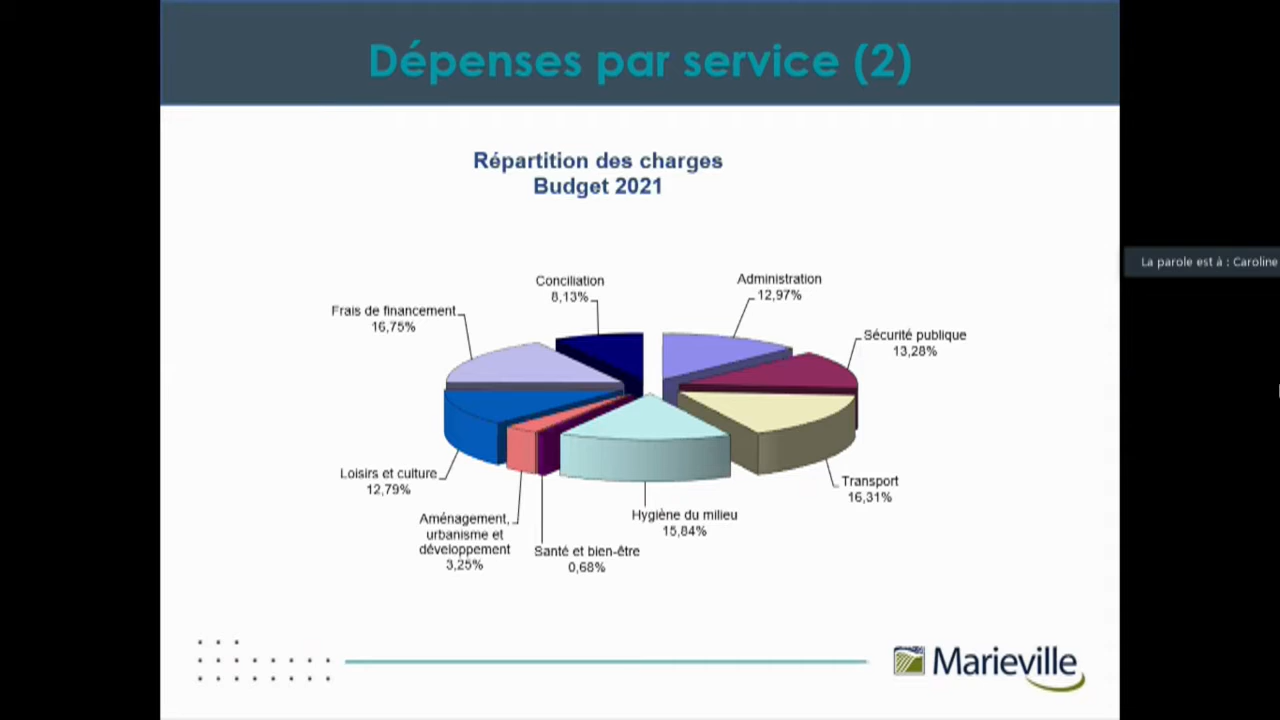 Dépenses par service (2)
Répartition des charges
Budget 2021
Conciliation
8,13%
Administration
12,97%
Frais de financement
16,75%
Sécurité publique
13,28%
La parole est à : Caroline
Loisirs et culture
12,79%
Transport
16,31%
Hygiène du milieu
15,84%
Aménagement,
urbanisme et
développement
3,25%
Santé et bien-être
0,68%
Marieville